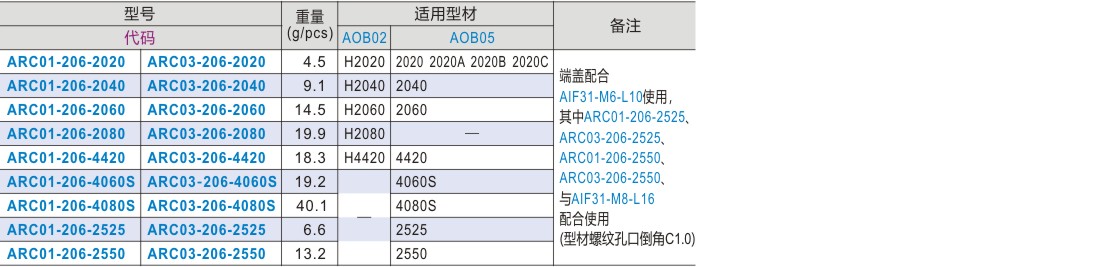 型号 重量 适用型材 备注
代码 (g/pcs) AOB02 AOB05
ARC01-206-2020 ARC03-206-2020 4.5 H2020 2020 2020A 2020B 2020C
ARC01-206-2040 ARC03-206-2040 9.1 H2040 2040
ARC01-206-2060 ARC03-206-2060 14.5 H2060 2060
ARC01-206-2080 ARC03-206-2080 19.9 H2080 —
ARC01-206-4420 ARC03-206-4420 18.3 H4420 4420
ARC01-206-4060S ARC03-206-4060S 19.2 — 4060S
ARC01-206-4080S ARC03-206-4080S 40.1 4080S
ARC01-206-2525 ARC03-206-2525 6.6 2525
ARC01-206-2550 ARC03-206-2550 13.2 2550
端盖配合
AIF31-M6-L10使用,
其中ARC01-206-2525、
ARC03-206-2525、
ARC01-206-2550、
ARC03-206-2550、
与AIF31-M8-L16
配合使用
(型材螺纹孔口倒角C1.0)